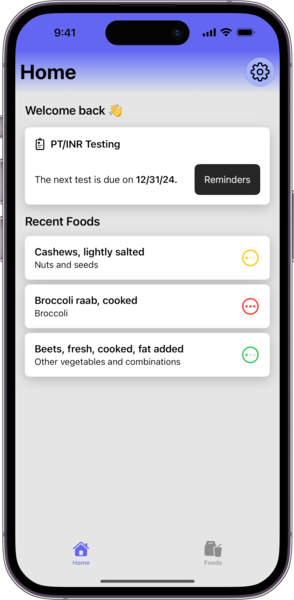 9:41
Home
Welcome back 👋
PT/INR Testing
The next test is due on 12/31/24.
Reminders
Recent Foods
Cashews, lightly salted
Nuts and seeds
Broccoli raab, cooked
Broccoli
Beets, fresh, cooked, fat added
Other vegetables and combinations
Home
Foods